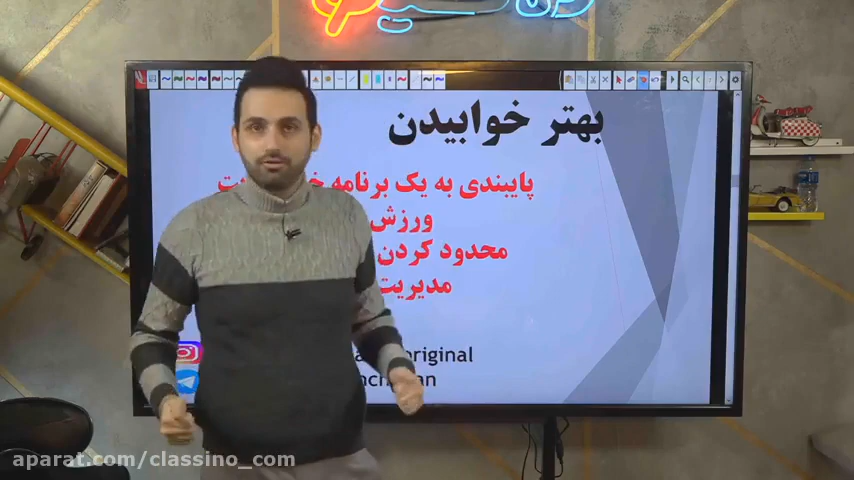 بهتر خوابیدن
پایبندی به یک برنامه
ورزش
محدود کردن
مدیریت
original
aparat.com/classino_com